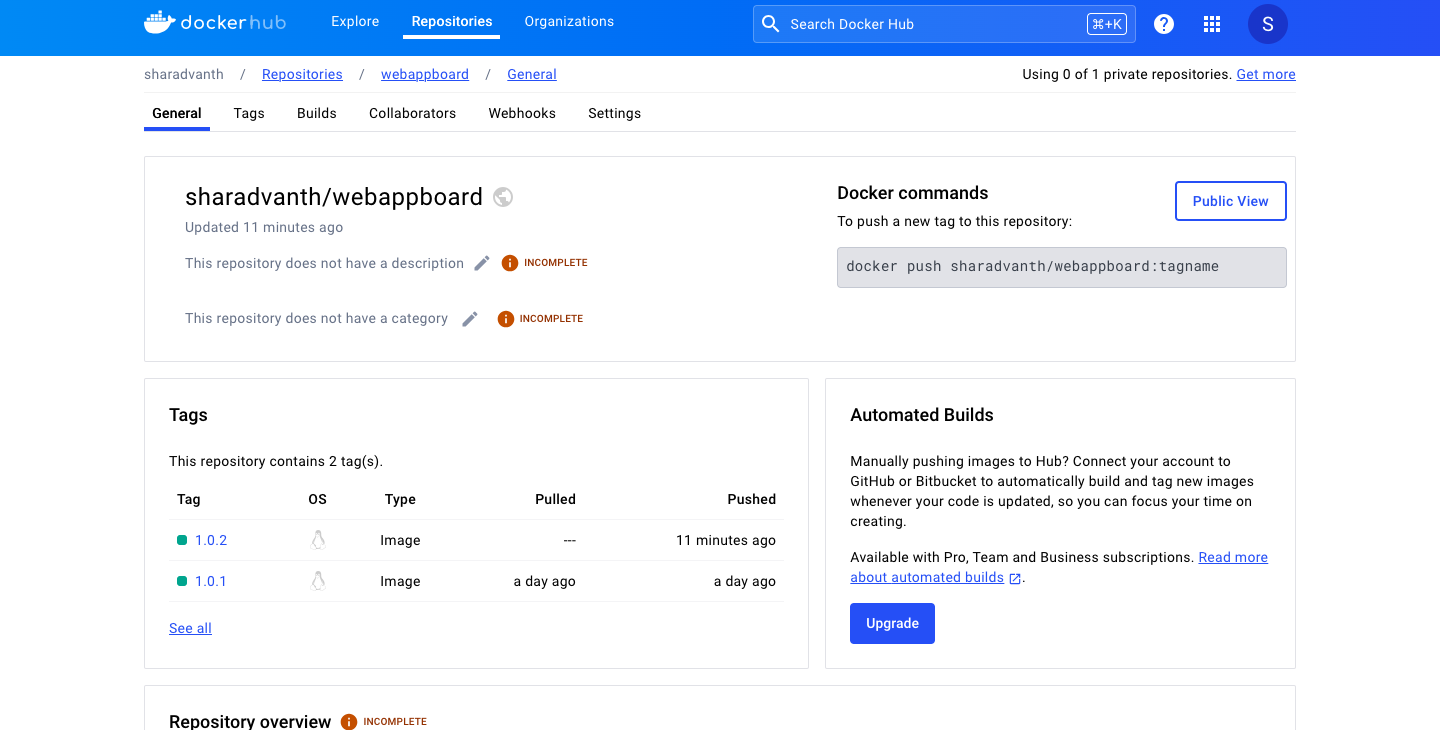 dockerhub Explore Repositories Organizations Search Docker Hub ⌘+K ? S
sharadvanth / Repositories / webappboard / General Using 0 of 1 private repositories. Get more
General Tags Builds Collaborators Webhooks Settings
sharadvanth/webappboard
Updated 11 minutes ago
This repository does not have a description INCOMPLETE
This repository does not have a category INCOMPLETE
Docker commands
Public View
To push a new tag to this repository:
docker push sharadvanth/webappboard:tagname
Tags
This repository contains 2 tag(s).
Tag OS Type Pulled Pushed
1.0.2 Image --- 11 minutes ago
1.0.1 Image a day ago a day ago
See all
Automated Builds
Manually pushing images to Hub? Connect your account to
GitHub or Bitbucket to automatically build and tag new images
whenever your code is updated, so you can focus your time on
creating.
Available with Pro, Team and Business subscriptions. Read more
about automated builds.
Upgrade
Repository overview INCOMPLETE